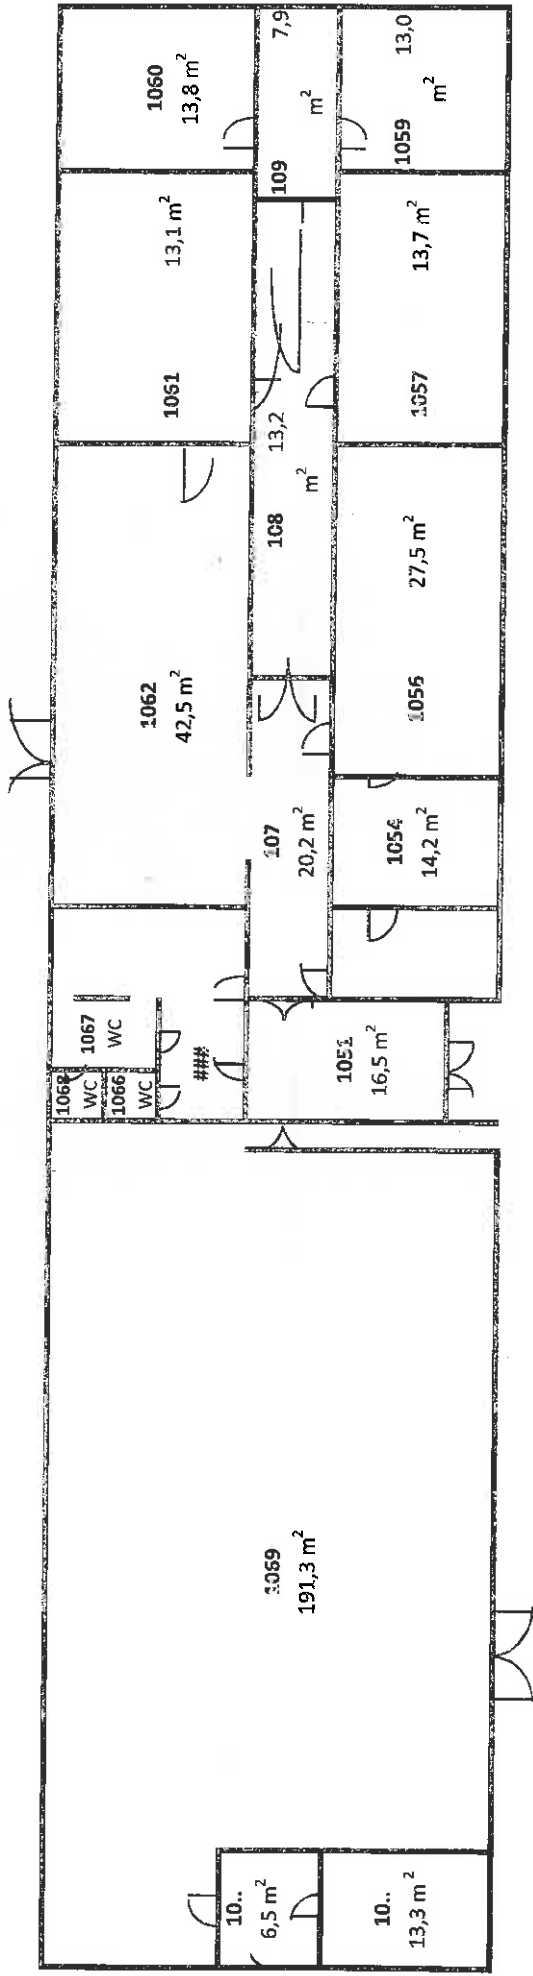 1068
WC
1066
WC
1067
WC
###
1062
42,5 m²
1061 13,1 m²
1060
13,8 m²
10..
6,5 m²
10..
13,3 m²
1069
191,3 m²
1051
16,5 m²
107
20,2 m²
108 13,2
m²
109 7,9
m²
1054
14,2 m²
1056 27,5 m²
1057 13,7 m²
1059 13,0
m²